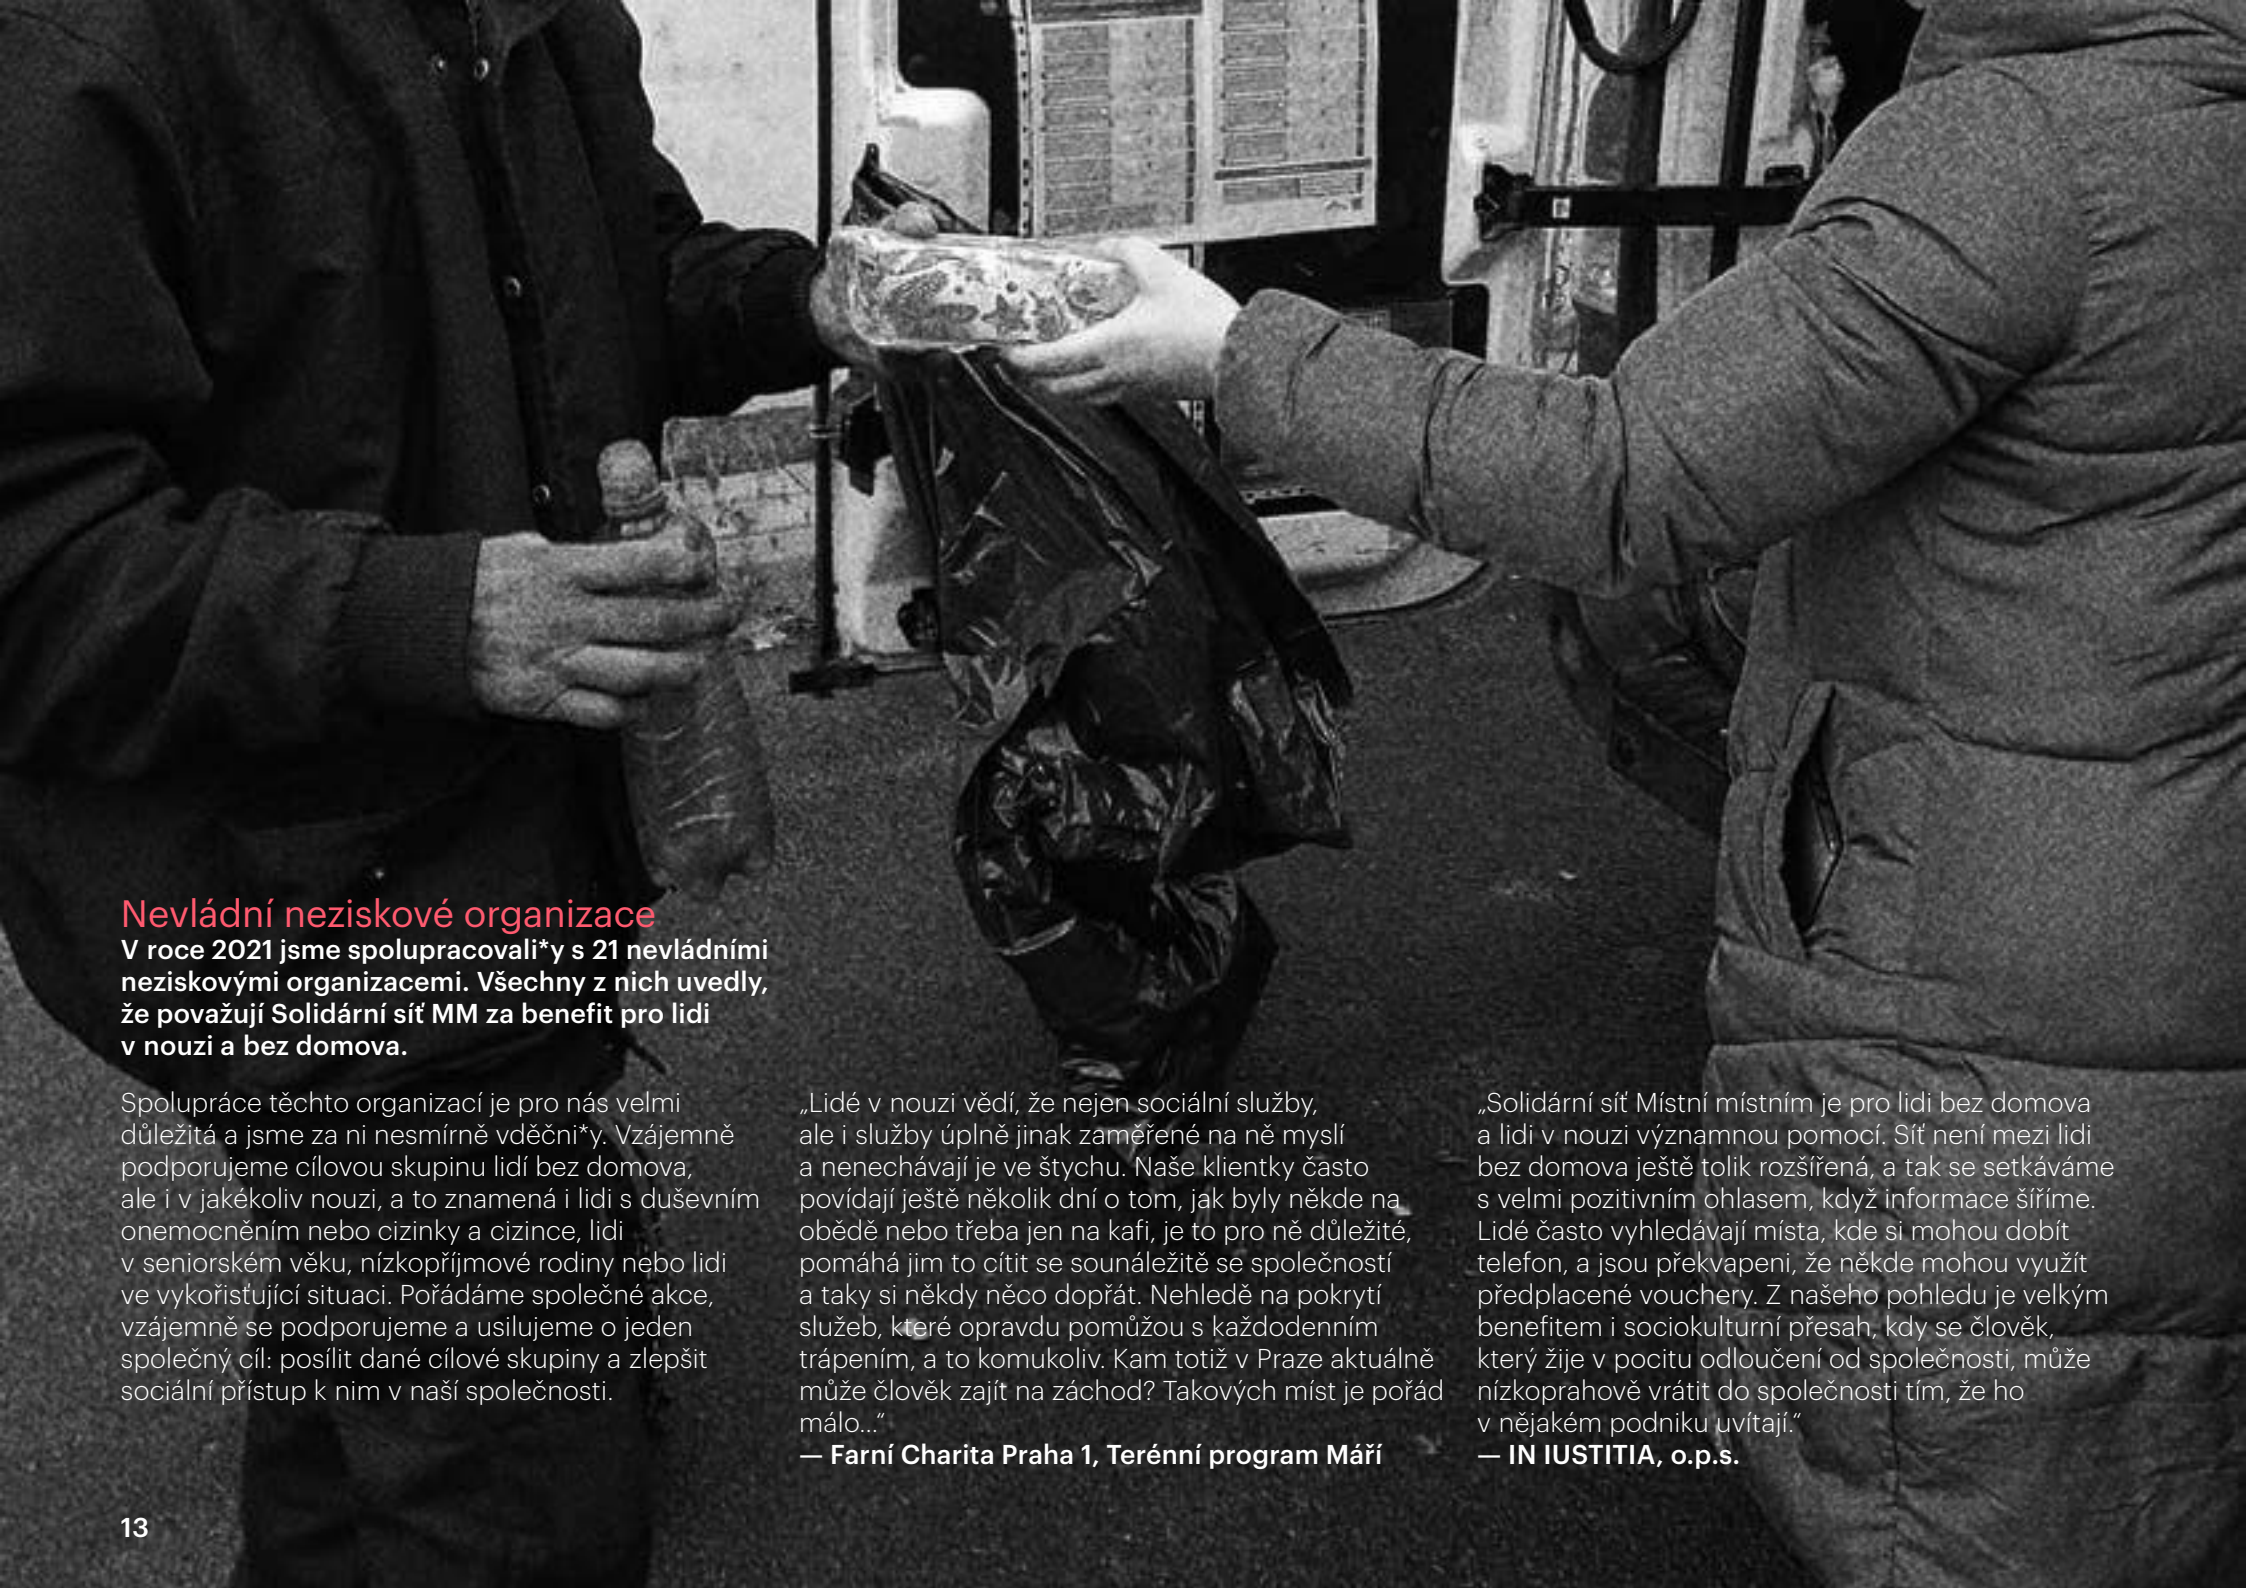 Nevládní neziskové organizace
V roce 2021 jsme spolupracovali*y s 21 nevládními
neziskovými organizacemi. Všechny z nich uvedly,
že považují Solidární síť MM za benefit pro lidi
v nouzi a bez domova.
Spolupráce těchto organizací je pro nás velmi
důležitá a jsme za ni nesmírně vděčni*y. Vzájemně
podporujeme cílovou skupinu lidí bez domova,
ale i v jakékoliv nouzi, a to znamená i lidi s duševním
onemocněním nebo cizinky a cizince, lidi
v seniorském věku, nízkopříjmové rodiny nebo lidi
ve vykořisťující situaci. Pořádáme společné akce,
vzájemně se podporujeme a usilujeme o jeden
společný cíl: posílit dané cílové skupiny a zlepšit
sociální přístup k nim v naší společnosti.
„Lidé v nouzi vědí, že nejen sociální služby,
ale i služby úplně jinak zaměřené na ně myslí
a nenechávají je ve štychu. Naše klientky často
povídají ještě několik dní o tom, jak byly někde na
obědě nebo třeba jen na kafi, je to pro ně důležité,
pomáhá jim to cítit se sounáležitě se společností
a taky si někdy něco dopřát. Nehledě na pokrytí
služeb, které opravdu pomůžou s každodenním
trápením, a to komukoliv. Kam totiž v Praze aktuálně
může člověk zajít na záchod? Takových míst je pořád
málo...“
— Farní Charita Praha 1, Terénní program Máří
„Solidární síť Místní místním je pro lidi bez domova
a lidi v nouzi významnou pomocí. Síť není mezi lidi
bez domova ještě tolik rozšířená, a tak se setkáváme
s velmi pozitivním ohlasem, když informace šíříme.
Lidé často vyhledávají místa, kde si mohou dobít
telefon, a jsou překvapeni, že někde mohou využít
předplacené vouchery. Z našeho pohledu je velkým
benefitem i sociokulturní přesah, kdy se člověk,
který žije v pocitu odloučení od společnosti, může
nízkoprahově vrátit do společnosti tím, že ho
v nějakém podniku uvítají.“
— IN IUSTITIA, o.p.s.
13